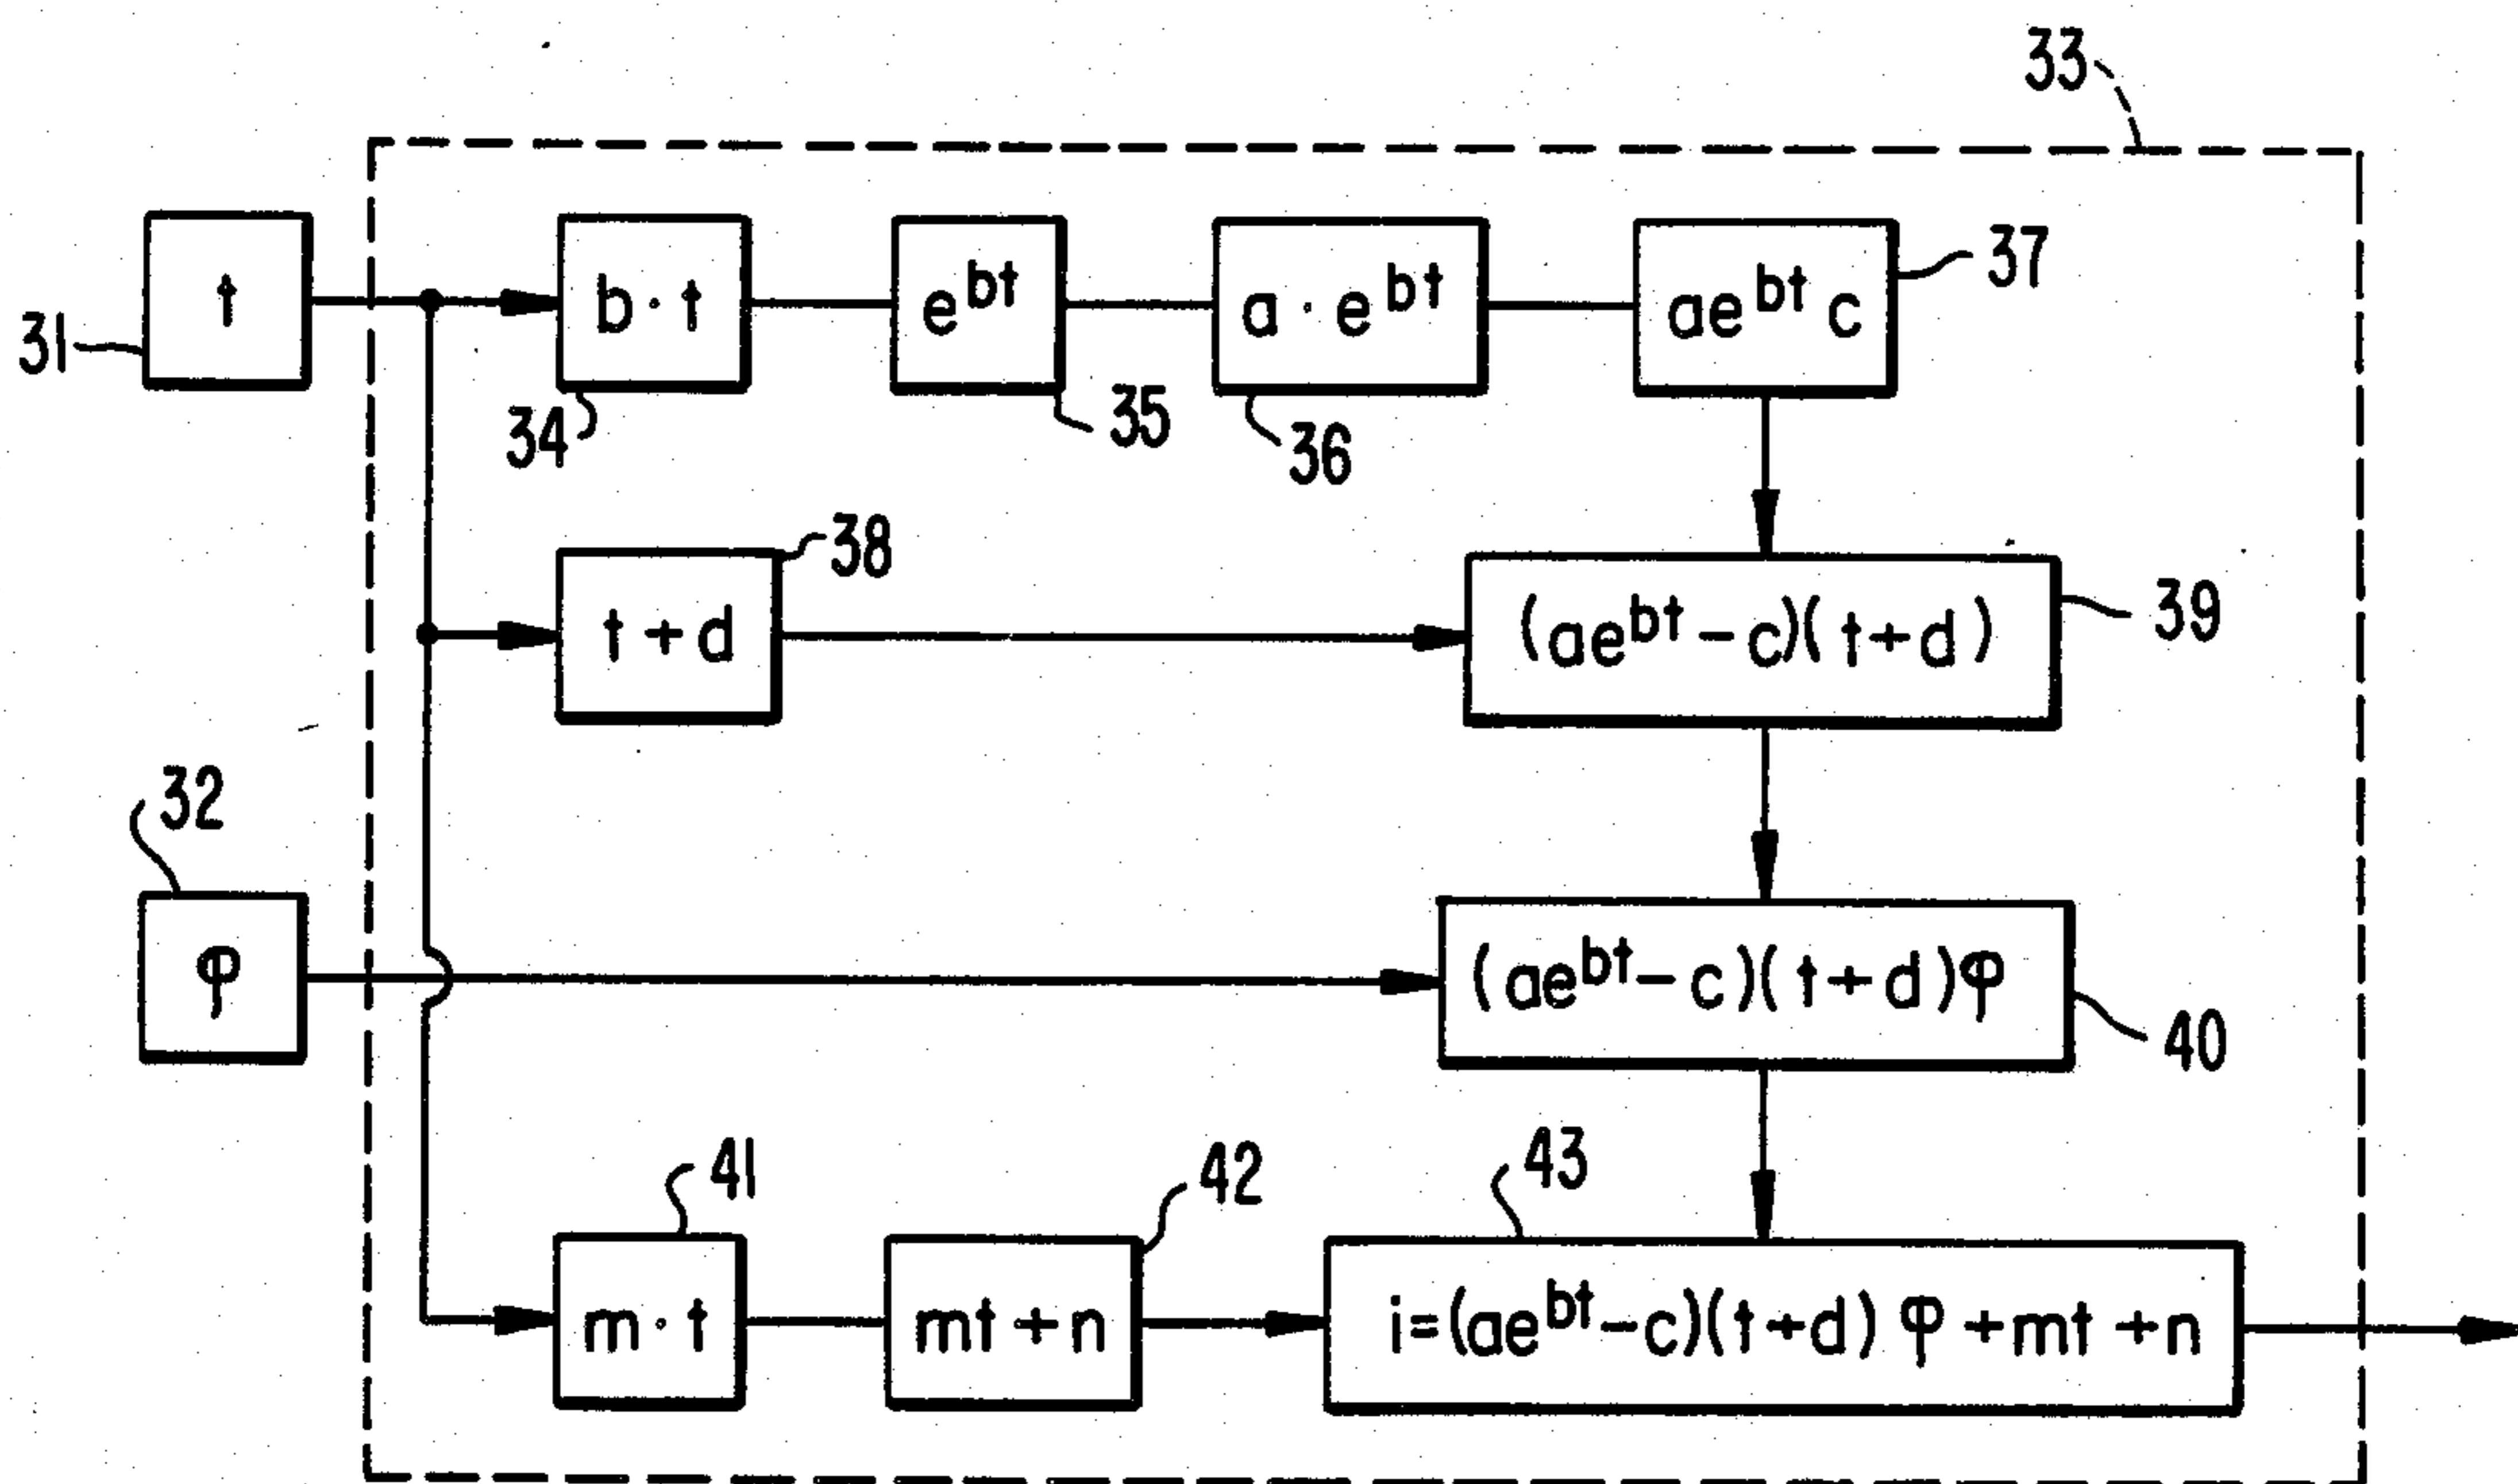 33
t
31
b · t
34
e^bt
35
a · e^bt
36
ae^bt c
37
t + d
38
(ae^bt – c)(t + d)
39
32
φ
(ae^bt – c)(t + d)φ
40
41
m · t
42
mt + n
43
i=(ae^bt – c)(t + d) φ + mt + n